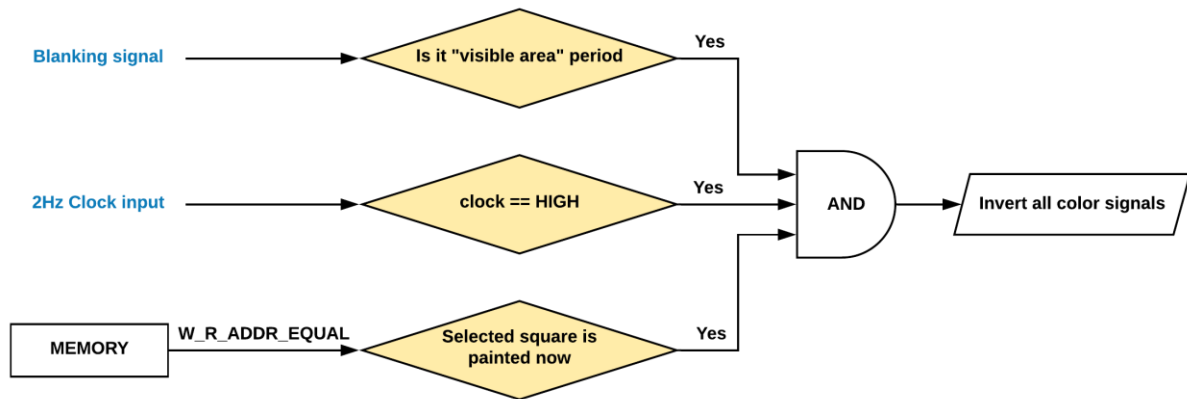 Blanking signal
Is it "visible area" period
Yes
2Hz Clock input
clock == HIGH
Yes
AND
Invert all color signals
MEMORY
W_R_ADDR_EQUAL
Selected square is
painted now
Yes